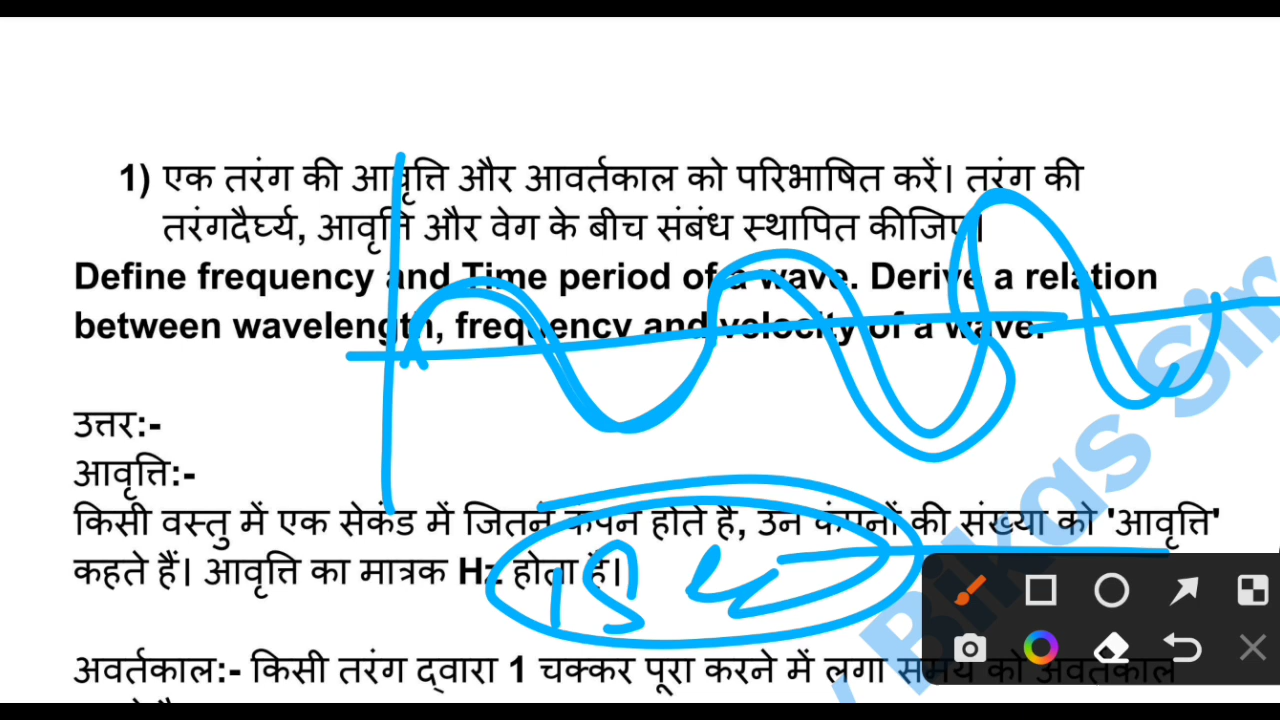 1) एक तरंग की आवृत्ति और आवर्तकाल को परिभाषित करें। तरंग की
तरंगदैर्घ्य, आवृति और वेग के बीच संबंध स्थापित कीजिए।
Define frequency and Time period of a wave. Derive a relation
between wavelength, frequency and velocity of a wave.
उत्तर:-
आवृत्ति:-
किसी वस्तु में एक सेकंड में जितने कंपन होते है, उन कंपनों की संख्या को 'आवृत्ति'
कहते हैं। आवृत्ति का मात्रक Hz होता है।
अवर्तकाल:- किसी तरंग द्वारा 1 चक्कर पूरा करने में लगा समय को अवर्तकाल
Bikas Sir